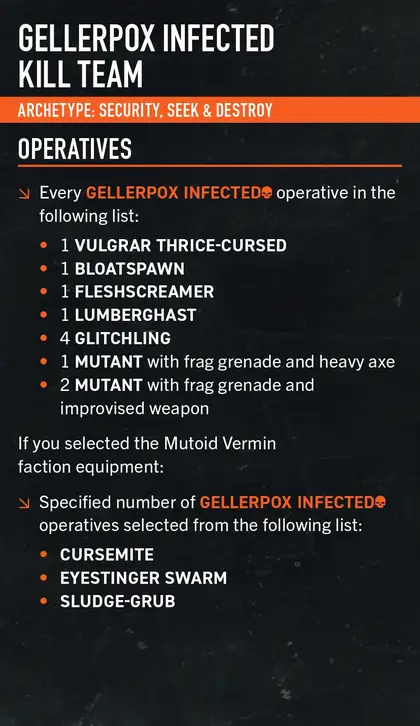 GELLERPOX INFECTED
KILL TEAM
ARCHETYPE: SECURITY, SEEK & DESTROY
OPERATIVES
Every GELLERPOX INFECTED operative in the
following list:
• 1 VULGRAR THRICE-CURSED
• 1 BLOATSPAWN
• 1 FLESHSCREAMER
• 1 LUMBERGHAST
• 4 GLITCHLING
• 1 MUTANT with frag grenade and heavy axe
• 2 MUTANT with frag grenade and
improvised weapon
If you selected the Mutoid Vermin
faction equipment:
Specified number of GELLERPOX INFECTED
operatives selected from the following list:
• CURSEMITE
• EYESTINGER SWARM
• SLUDGE-GRUB